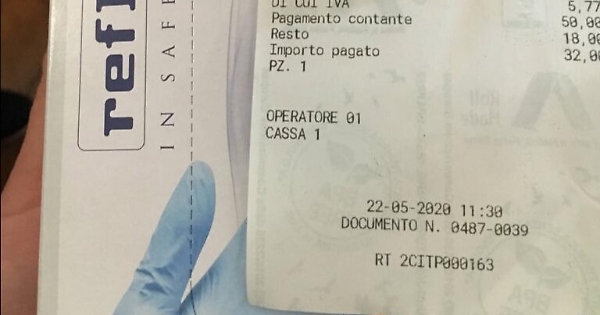 DI CUI IVA 5,77
Pagamento contante 50,00
Resto 18,00
Importo pagato 32,00
PZ. 1
OPERATORE 01
CASSA 1
22-05-2020 11:30
DOCUMENTO N. 0487-0039
RT 2CITP000163
refl
IN SAFE